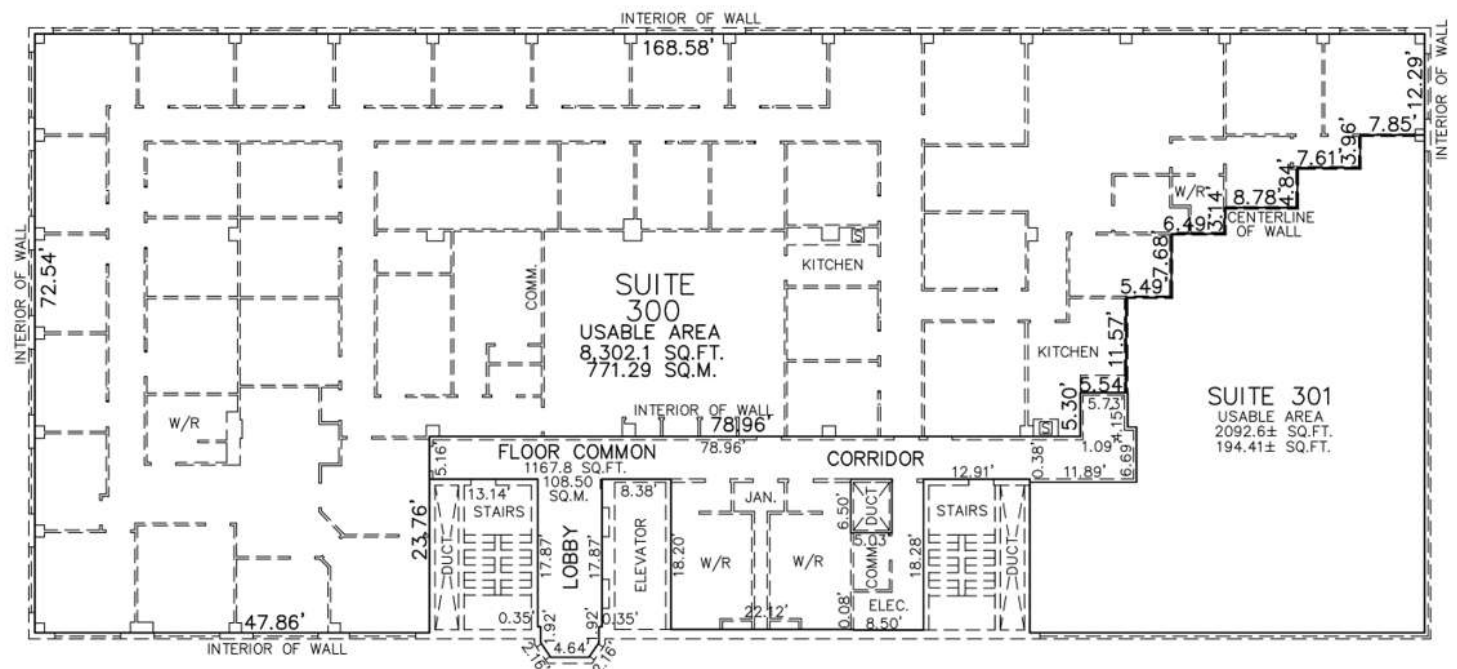 INTERIOR OF WALL
168.58'
12.29'
INTERIOR OF WALL
7.85'
3.96'
7.61'
4.84'
8.78'
W/R
3.14'
6.49'
CENTERLINE
OF WALL
7.68'
5.49'
INTERIOR OF WALL
72.54'
KITCHEN
COMM.
SUITE
300
USABLE AREA
8,302.1 SQ.FT.
771.29 SQ.M.
11.57'
KITCHEN
5.54'
5.30'
5.73'
4.15'
1.09'
SUITE 301
USABLE AREA
2092.6± SQ.FT.
194.41± SQ.M.
W/R
INTERIOR OF WALL
78.96'
78.96'
FLOOR COMMON
CORRIDOR
1167.8 SQ.FT.
108.50
SQ.M.
5.16'
12.91'
0.38'
11.89'
6.69'
13.14'
STAIRS
8.38'
JAN.
6.50'
DUCT
5.03'
STAIRS
23.76'
DUCT
17.87'
LOBBY
17.87'
ELEVATOR
18.20'
W/R
W/R
COMM.
18.28'
DUCT
0.35'
1.92'
1.92'
0.35'
22.12'
0.08'
ELEC.
8.50'
47.86'
INTERIOR OF WALL
2.16'
4.64'
2.16'